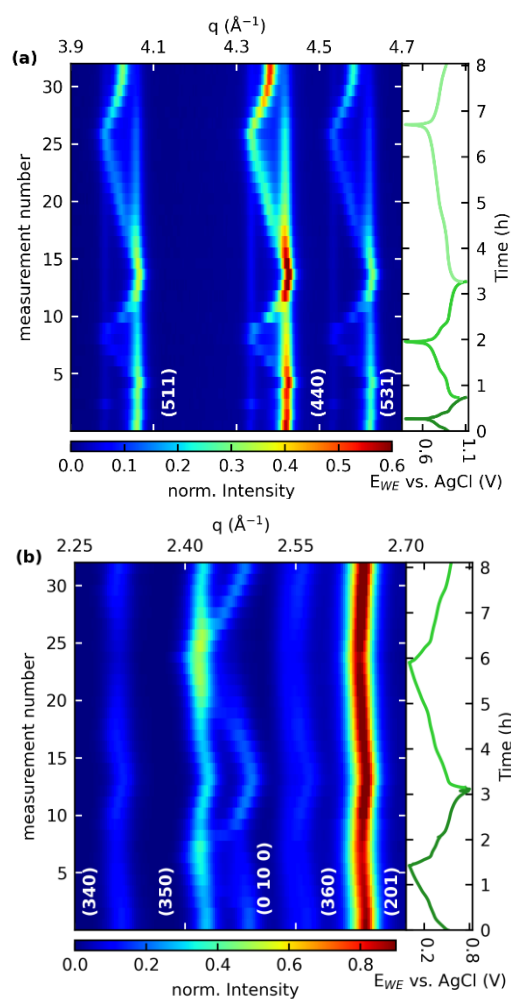 q (Å⁻¹)
3.9 4.1 4.3 4.5 4.7
(a)
measurement number
30
25
20
15
10
5
(511)
(440)
(531)
8
7
6
5
4
3
2
1
0
Time (h)
0.6 1.1
E_WE vs. AgCl (V)
0.0 0.1 0.2 0.3 0.4 0.5 0.6
norm. Intensity
q (Å⁻¹)
2.25 2.42 2.55 2.70
(b)
measurement number
30
25
20
15
10
5
(340)
(350)
(0 10 0)
(360)
(201)
8
7
6
5
4
3
2
1
0
Time (h)
0.2 0.8
E_WE vs. AgCl (V)
0.0 0.2 0.4 0.6 0.8
norm. Intensity